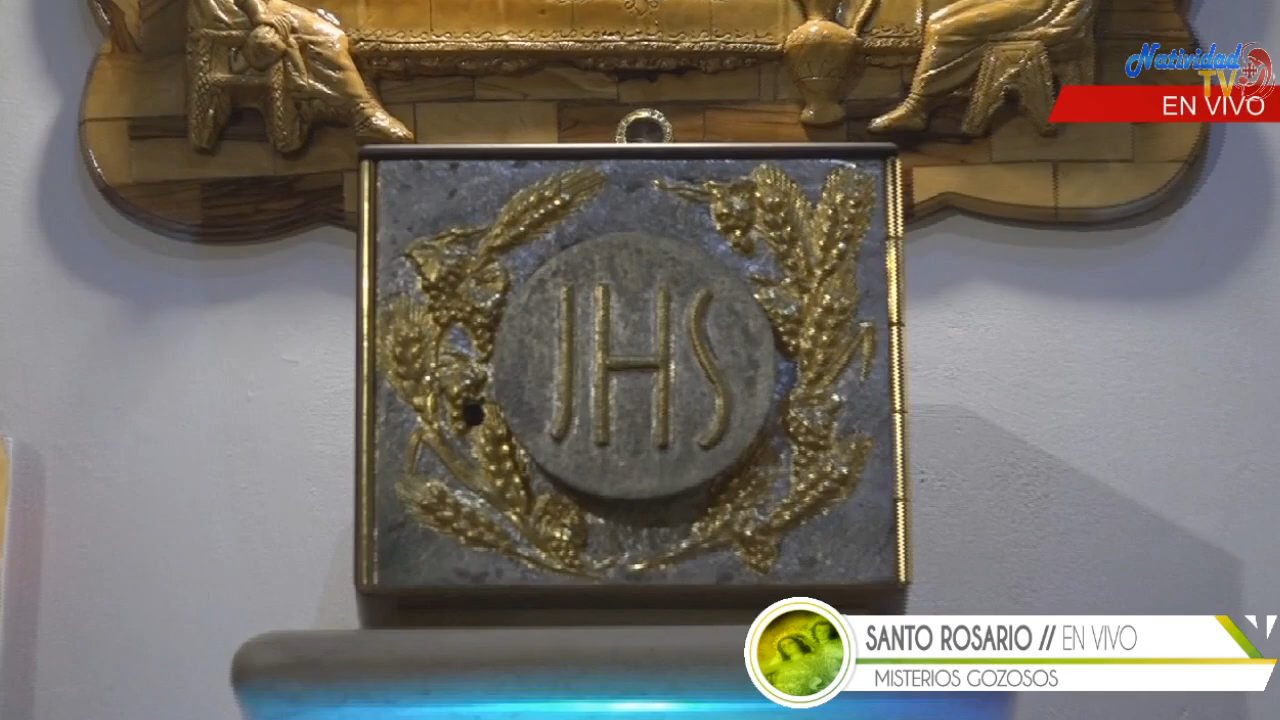 Natividad
TV
EN VIVO
JHS
SANTO ROSARIO // EN VIVO
MISTERIOS GOZOSOS